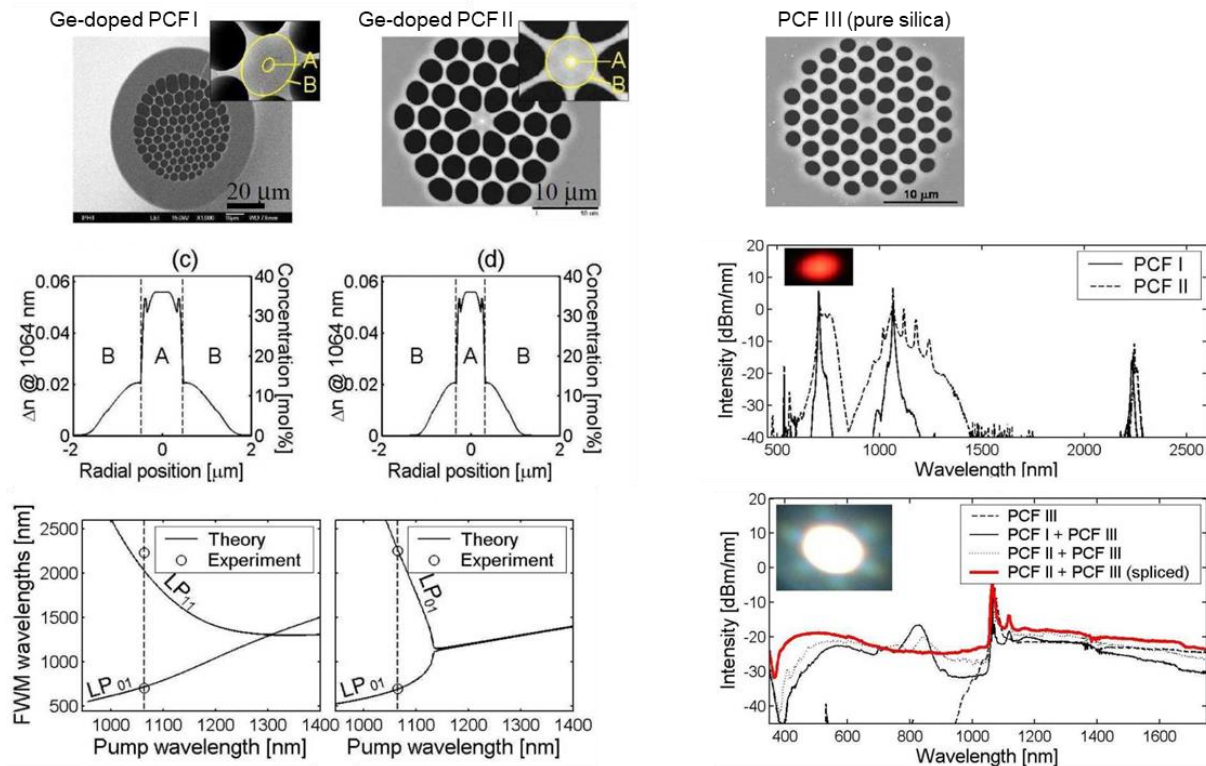 Ge-doped PCF I
Ge-doped PCF II
PCF III (pure silica)
A
B
A
B
20 μm
10 μm
10 μm
(c)
(d)
Δn @ 1064 nm
0.06
0.04
0.02
0
B
A
B
40
30
20
10
0
Concentration [mol%]
-2
-1
0
1
2
Radial position [μm]
0.06
0.04
0.02
0
B
A
B
40
30
20
10
0
Concentration [mol%]
-2
-1
0
1
2
Radial position [μm]
Intensity [dBm/nm]
20
10
0
-10
-20
-30
-40
PCF I
PCF II
500
1000
1500
2000
2500
Wavelength [nm]
FWM wavelengths [nm]
2500
2000
1500
1000
500
Theory
Experiment
LP11
LP01
1000
1100
1200
1300
1400
Pump wavelength [nm]
Theory
Experiment
LP01
LP01
1000
1100
1200
1300
1400
Pump wavelength [nm]
Intensity [dBm/nm]
20
10
0
-10
-20
-30
-40
PCF III
PCF I + PCF III
PCF II + PCF III
PCF II + PCF III (spliced)
400
600
800
1000
1200
1400
1600
Wavelength [nm]